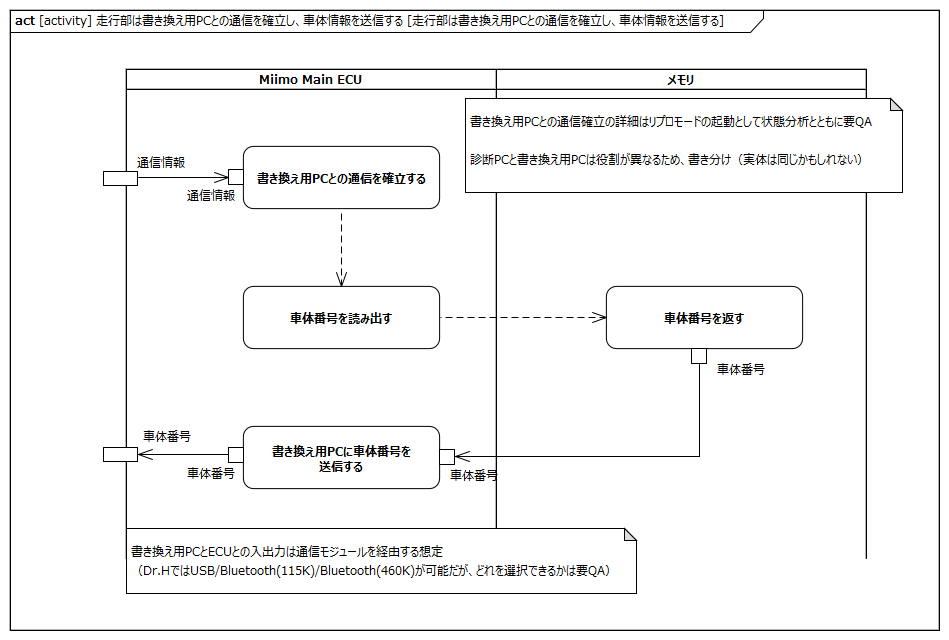 act [activity] 走行部は書き換え用PCとの通信を確立し、車体情報を送信する [走行部は書き換え用PCとの通信を確立し、車体情報を送信する]
Miimo Main ECU
メモリ
書き換え用PCとの通信確立の詳細はリプロモードの起動として状態分析とともに要QA
診断PCと書き換え用PCは役割が異なるため、書き分け（実体は同じかもしれない）
通信情報
通信情報
書き換え用PCとの通信を確立する
車体番号を読み出す
車体番号を返す
車体番号
車体番号
車体番号
書き換え用PCに車体番号を
送信する
車体番号
書き換え用PCとECUとの入出力は通信モジュールを経由する想定
（Dr.HではUSB/Bluetooth(115K)/Bluetooth(460K)が可能だが、どれを選択できるかは要QA）